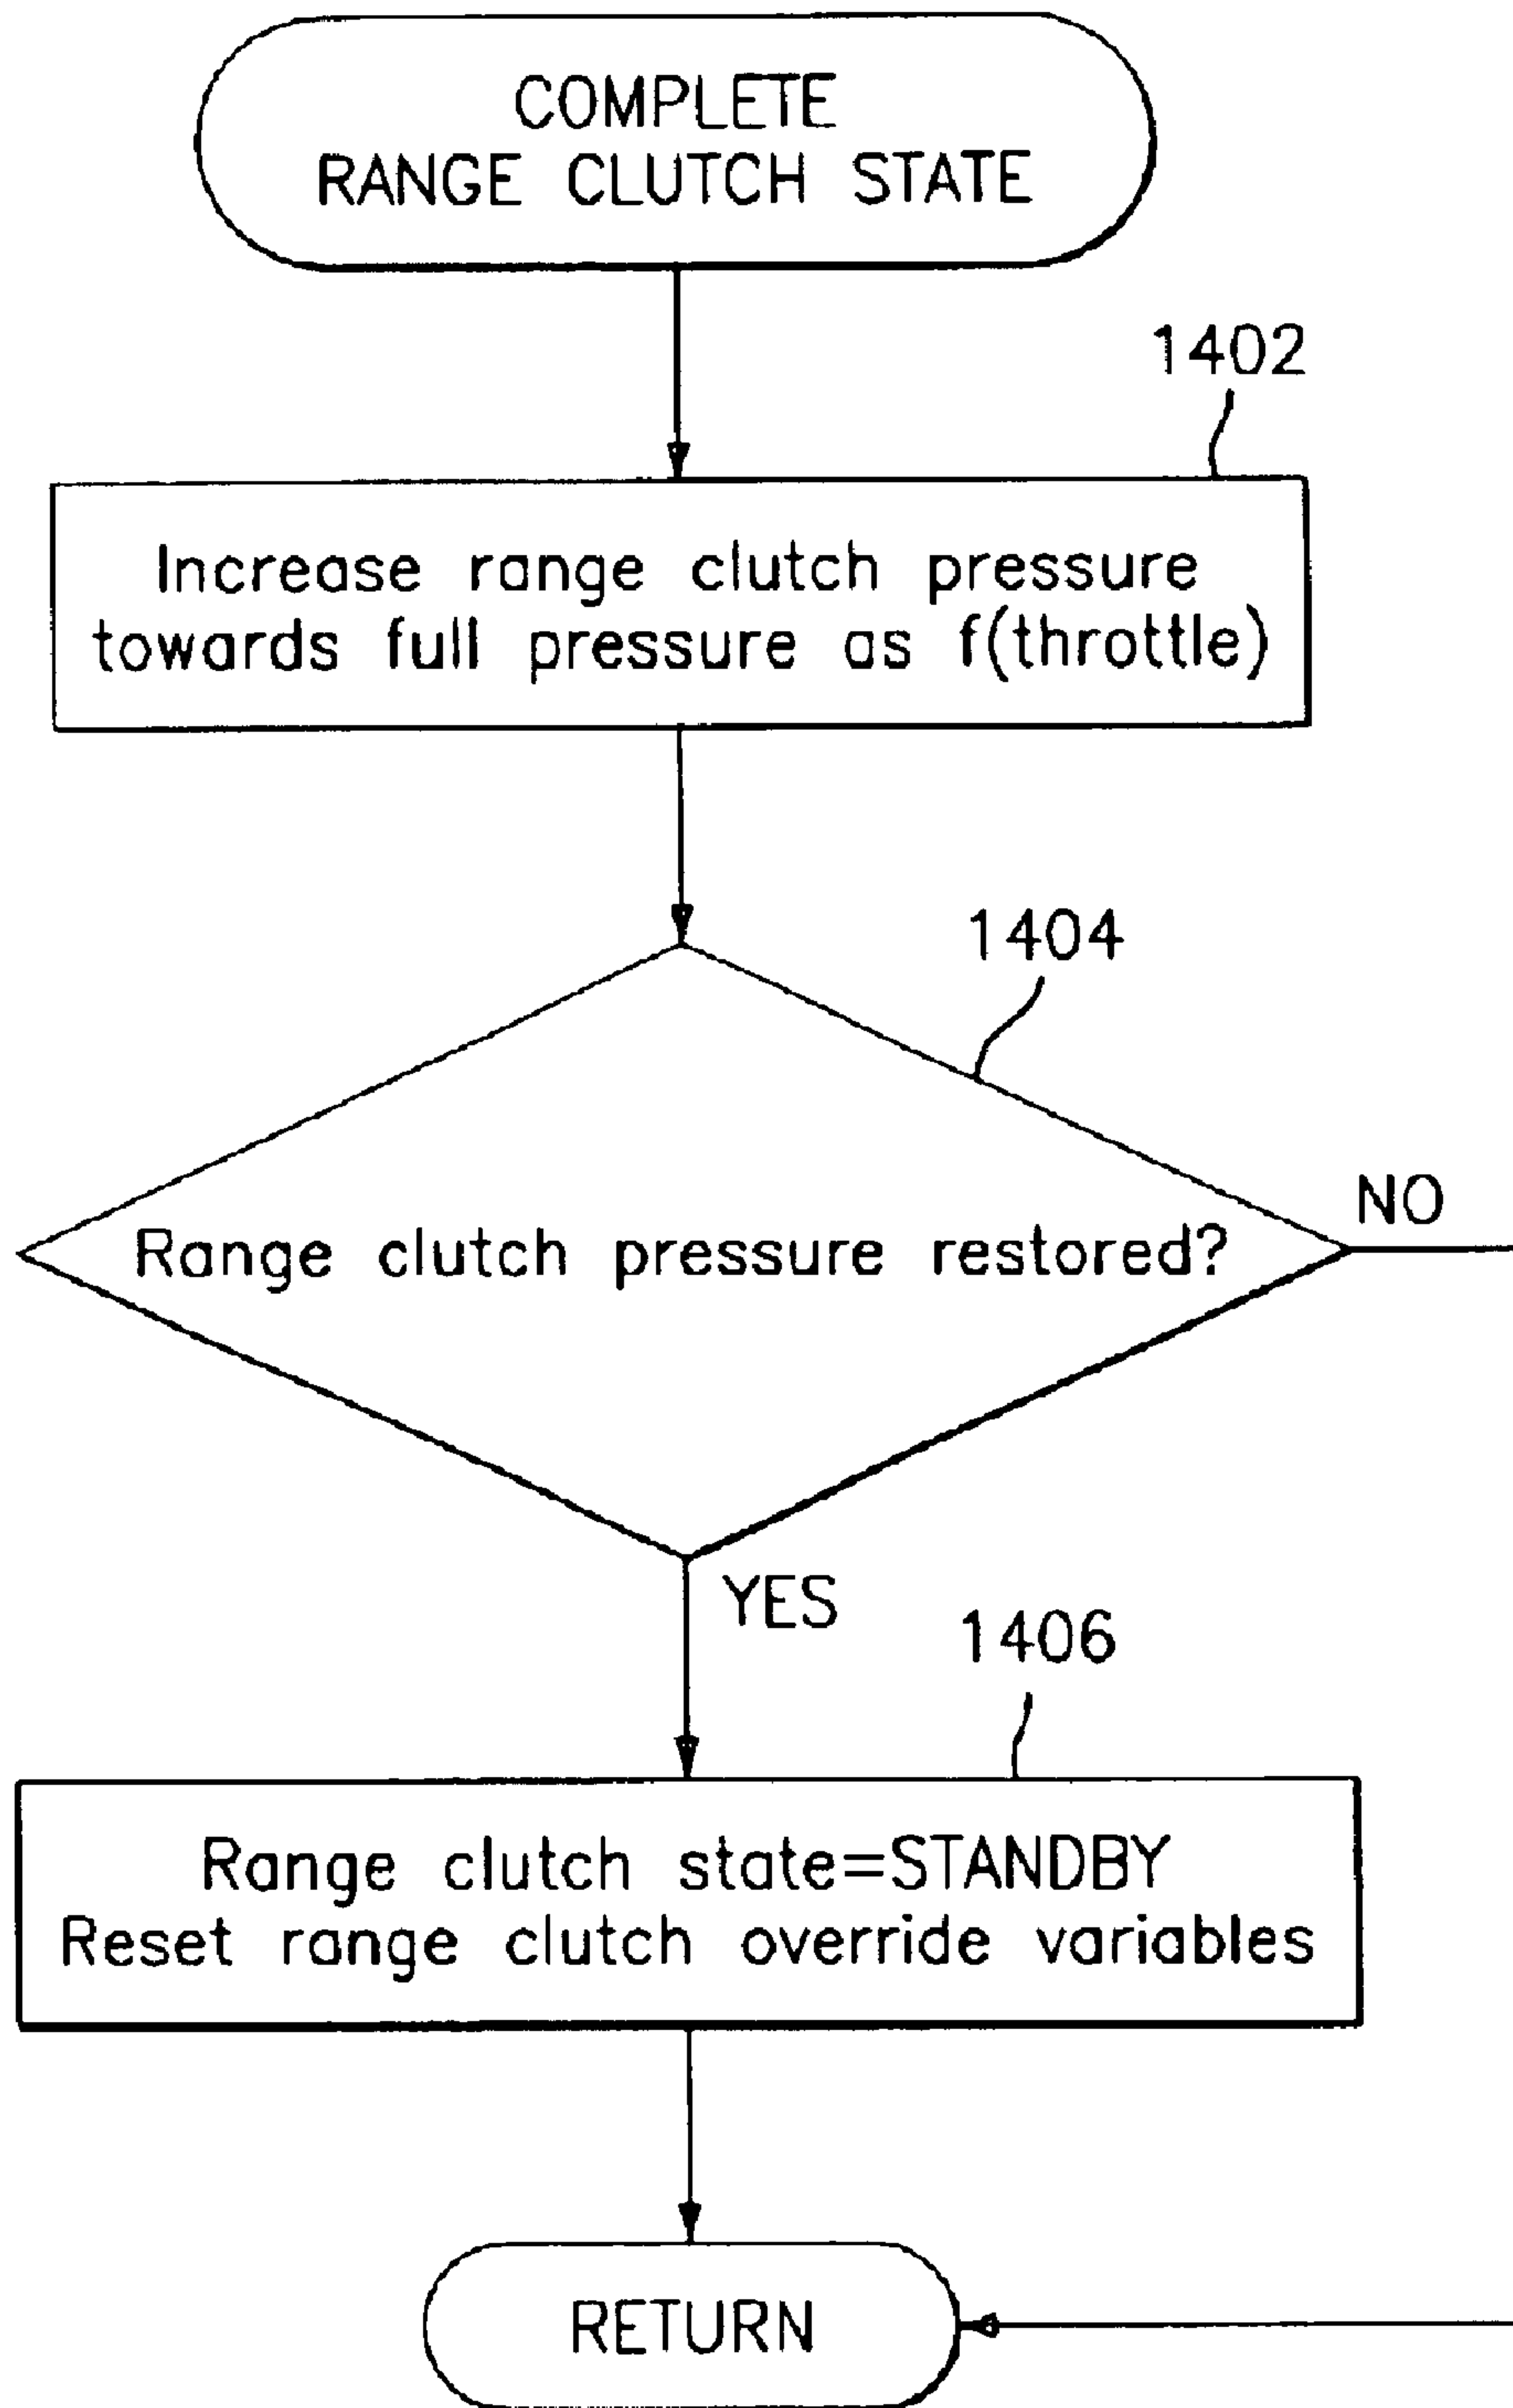 COMPLETE
RANGE CLUTCH STATE
1402
Increase range clutch pressure
towards full pressure as f(throttle)
1404
NO
Range clutch pressure restored?
YES
1406
Range clutch state=STANDBY
Reset range clutch override variables
RETURN